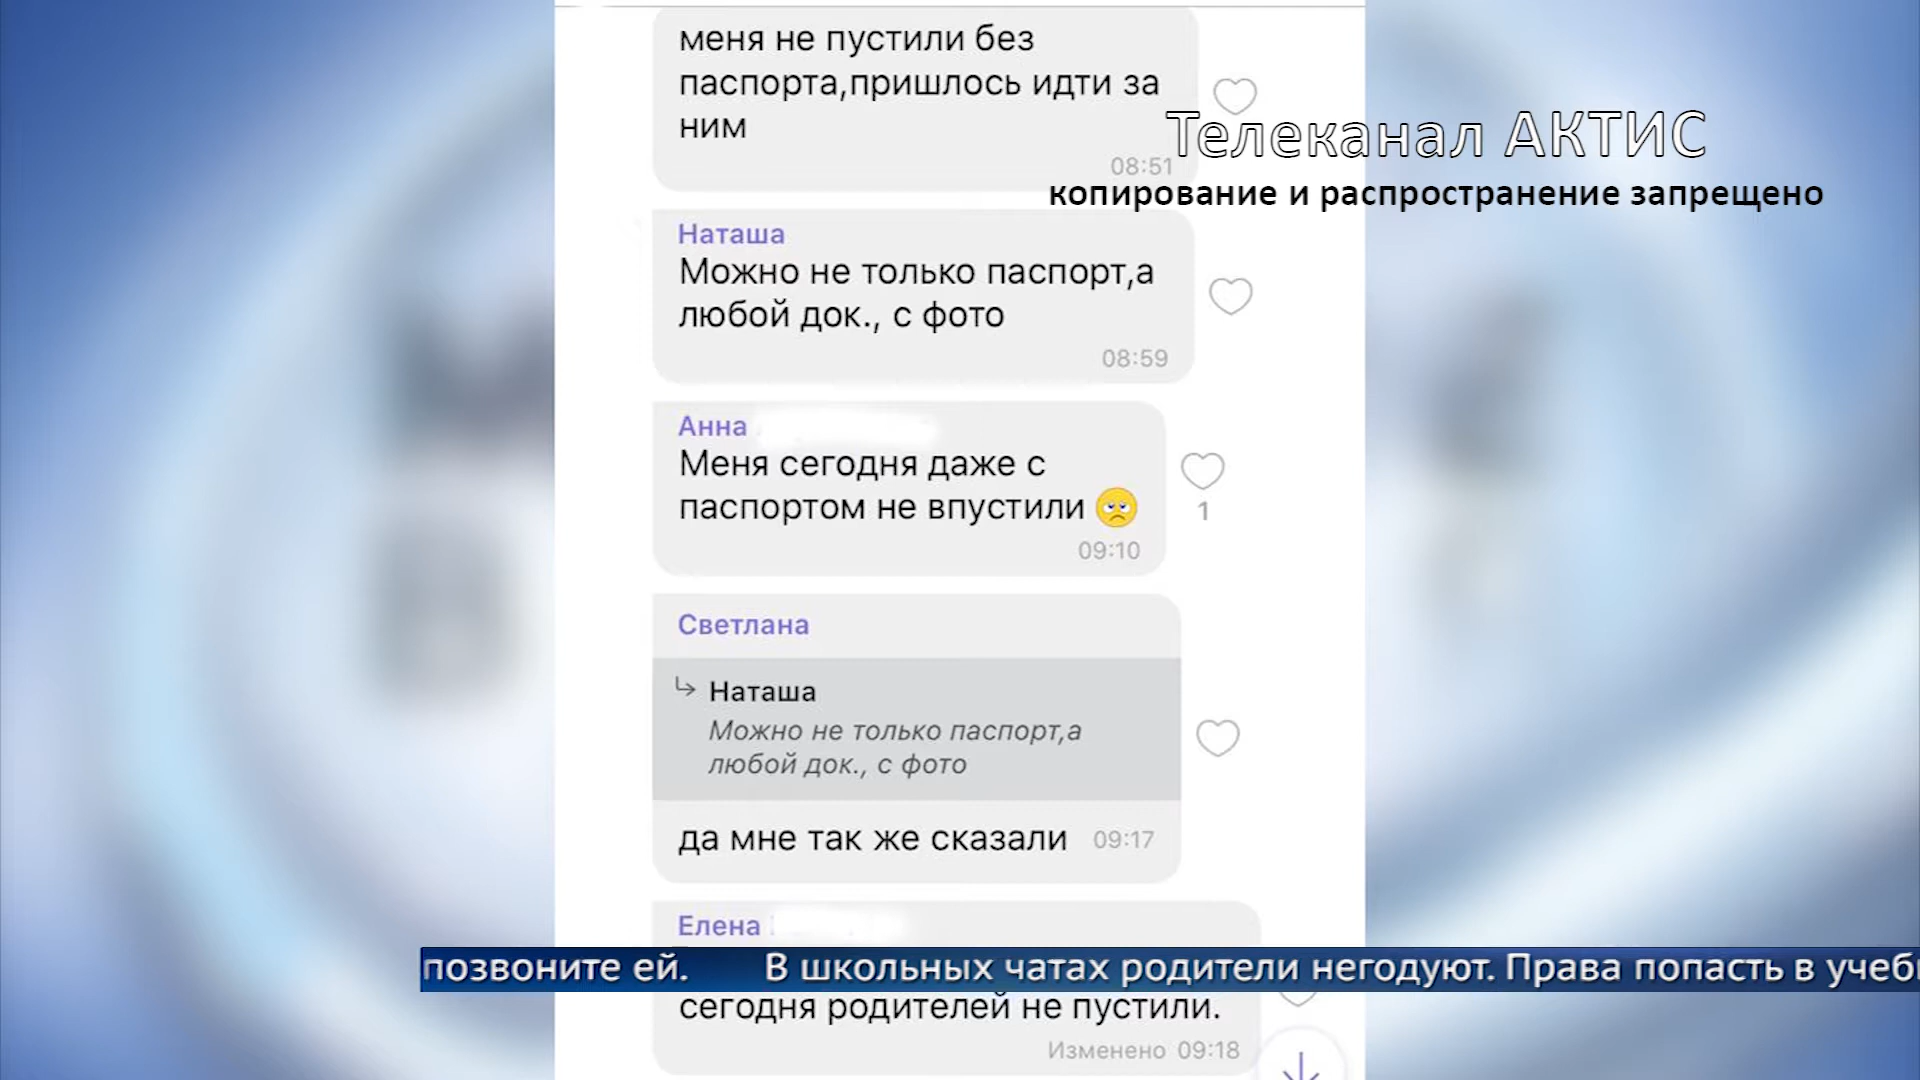 меня не пустили без
паспорта,пришлось идти за
ним
08:51
Телеканал АКТИС
копирование и распространение запрещено
Наташа
Можно не только паспорт,а
любой док., с фото
08:59
Анна
Меня сегодня даже с
паспортом не впустили
1
09:10
Светлана
Наташа
Можно не только паспорт,а
любой док., с фото
да мне так же сказали 09:17
Елена
позвоните ей. В школьных чатах родители негодуют. Права попасть в
сегодня родителей не пустили.
Изменено 09:18